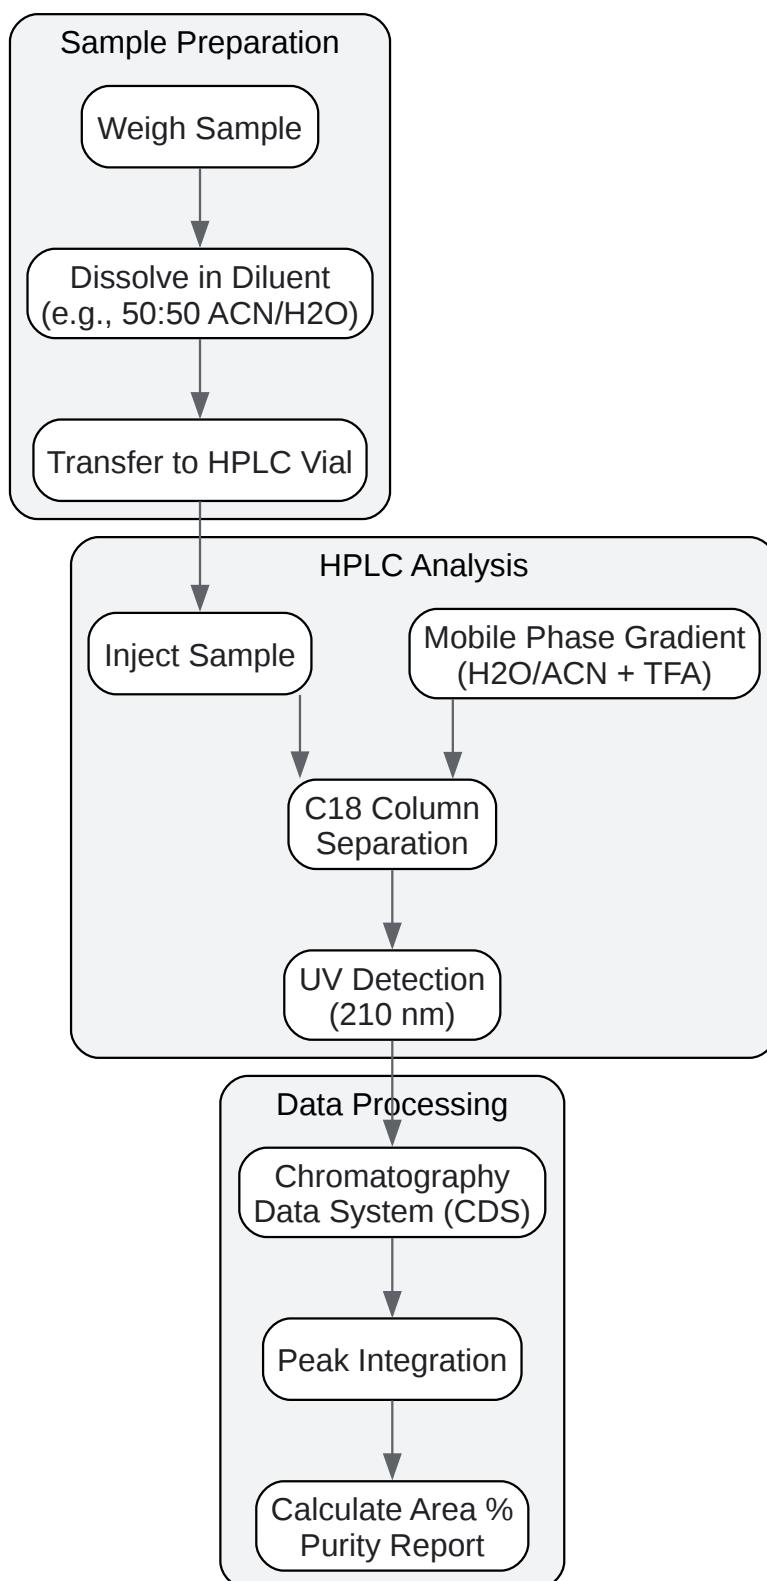 Sample Preparation
Weigh Sample
Dissolve in Diluent
(e.g., 50:50 ACN/H2O)
Transfer to HPLC Vial
HPLC Analysis
Inject Sample
Mobile Phase Gradient
(H2O/ACN + TFA)
C18 Column
Separation
UV Detection
(210 nm)
Data Processing
Chromatography
Data System (CDS)
Peak Integration
Calculate Area %
Purity Report